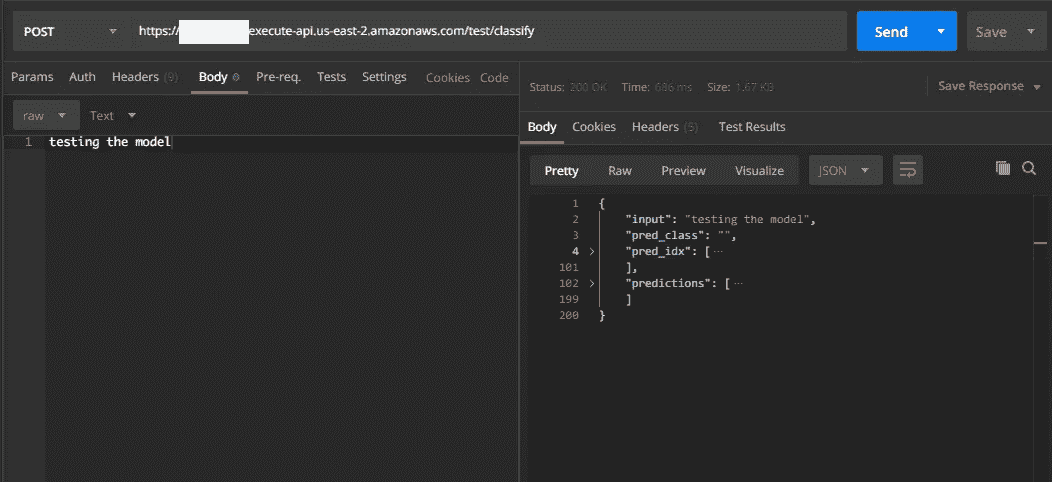 POST https:// execute-api.us-east-2.amazonaws.com/test/classify Send Save
Params Auth Headers (9) Body Pre-req. Tests Settings Cookies Code
Status: 200 OK Time: 686 ms Size: 1.67 KB Save Response
raw Text
1 testing the model
Body Cookies Headers (5) Test Results
Pretty Raw Preview Visualize JSON
1 {
2 "input": "testing the model",
3 "pred_class": "",
4 "pred_idx": [ ...
101 ],
102 "predictions": [ ...
199 ]
200 }